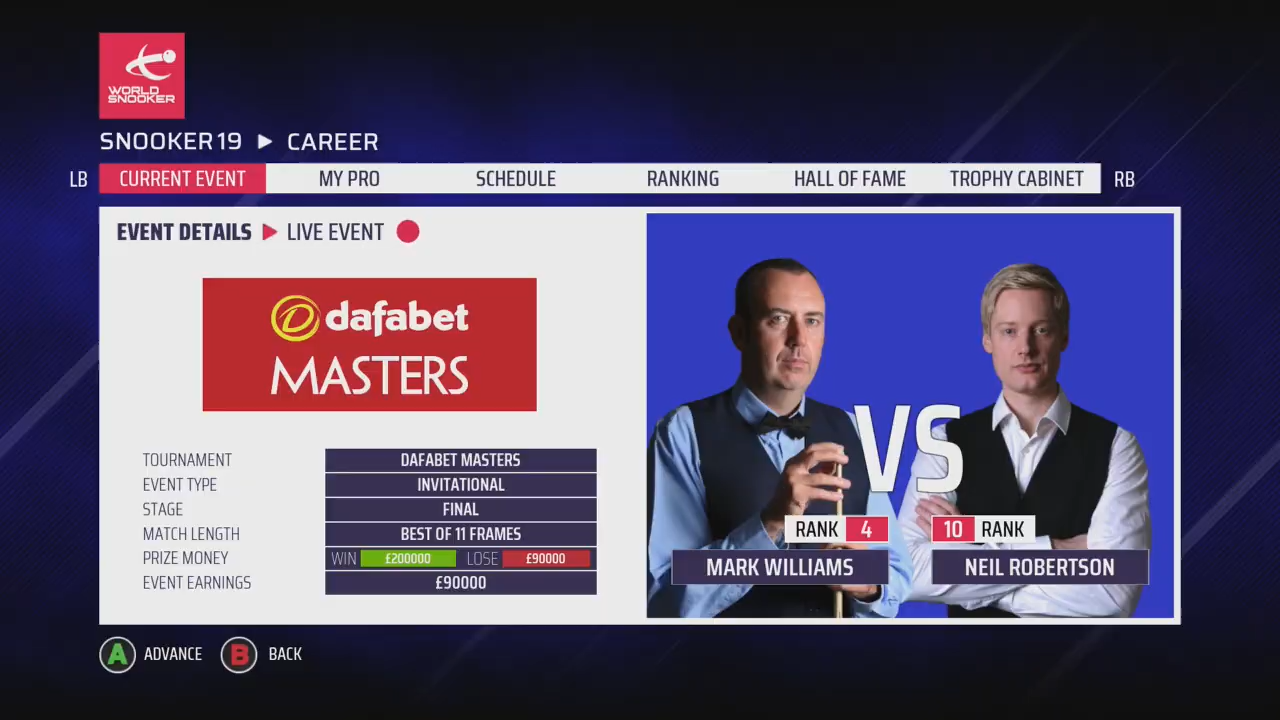 WORLD
SNOOKER
SNOOKER 19 ► CAREER
LB CURRENT EVENT MY PRO SCHEDULE RANKING HALL OF FAME TROPHY CABINET RB
EVENT DETAILS ► LIVE EVENT
D dafabet
MASTERS
TOURNAMENT DAFABET MASTERS
EVENT TYPE INVITATIONAL
STAGE FINAL
MATCH LENGTH BEST OF 11 FRAMES
PRIZE MONEY WIN £200000 LOSE £90000
EVENT EARNINGS £90000
VS
RANK 4 10 RANK
MARK WILLIAMS NEIL ROBERTSON
A ADVANCE B BACK